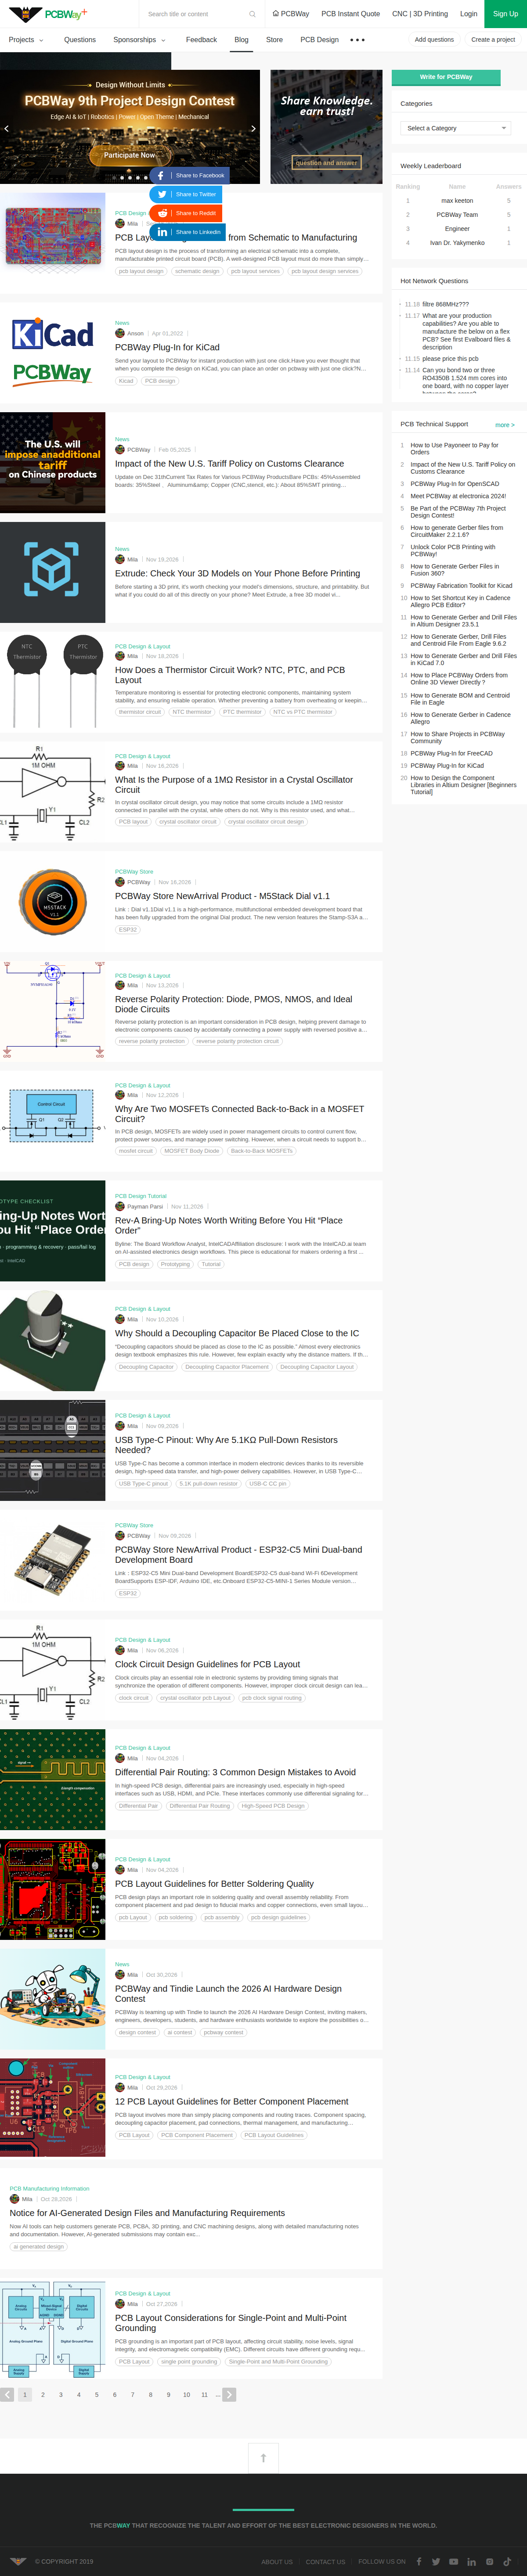 PCBWay
Search title or content
PCBWay
PCB Instant Quote
CNC | 3D Printing
Login
Sign Up
Projects
Questions
Sponsorships
Feedback
Blog
Store
PCB Design
Add questions
Create a project
Design Without Limits
PCBWay 9th Project Design Contest
Edge AI & IoT | Robotics | Power | Open Theme | Mechanical
Participate Now
Share Knowledge.
earn trust!
question and answer
Share to Facebook
Share to Twitter
Share to Reddit
Share to Linkedin
Mila
from Schematic to Manufacturing
PCB layout design is the process of transforming an electrical schematic into a complete,
manufacturable printed circuit board (PCB). A well-designed PCB layout must do more than simply...
pcb layout design
schematic design
pcb layout services
pcb layout design services
News
Anson
Apr 01,2022
PCBWay Plug-In for KiCad
Send your layoud to PCBWay for instant production with just one click.Have you ever thought that
when you complete the design on KiCad, you can place an order on pcbway with just one click?N...
Kicad
PCB design
KiCad
PCBWay
News
PCBWay
Feb 05,2025
Impact of the New U.S. Tariff Policy on Customs Clearance
Update on Dec 31thCurrent Tax Rates for Various PCBWay ProductsBare PCBs: 45%Assembled
boards: 35%Steel 、Aluminum&amp; Copper (CNC,stencil, etc.): About 85%SMT printing...
The U.S. will
impose anadditional
tariff
on Chinese products
News
Mila
Nov 19,2026
Extrude: Check Your 3D Models on Your Phone Before Printing
Before starting a 3D print, it's worth checking your model's dimensions, structure, and printability. But
what if you could do all of this directly on your phone? Meet Extrude, a free 3D model vi...
NTC
Thermistor
PTC
Thermistor
PCB Design & Layout
Mila
Nov 18,2026
How Does a Thermistor Circuit Work? NTC, PTC, and PCB
Layout
Temperature monitoring is essential for protecting electronic components, maintaining system
stability, and ensuring reliable operation. Whether preventing a battery from overheating or keepin...
thermistor circuit
NTC thermistor
PTC thermistor
NTC vs PTC thermistor
R1
1M OHM
Y1
CL2
PCB Design & Layout
Mila
Nov 16,2026
What Is the Purpose of a 1MΩ Resistor in a Crystal Oscillator
Circuit
In crystal oscillator circuit design, you may notice that some circuits include a 1MΩ resistor
connected in parallel with the crystal, while others do not. Why is this resistor used, and what...
PCB layout
crystal oscillator circuit
crystal oscillator circuit design
M5STACK
V1.1
PCBWay Store
PCBWay
Nov 16,2026
PCBWay Store NewArrival Product - M5Stack Dial v1.1
Link：Dial v1.1Dial v1.1 is a high-performance, multifunctional embedded development board that
has been fully upgraded from the original Dial product. The new version features the Stamp-S3A a...
ESP32
PCB Design & Layout
Mila
Nov 13,2026
Reverse Polarity Protection: Diode, PMOS, NMOS, and Ideal
Diode Circuits
Reverse polarity protection is an important consideration in PCB design, helping prevent damage to
electronic components caused by accidentally connecting a power supply with reversed positive a...
reverse polarity protection
reverse polarity protection circuit
Control Circuit
Q1
Q2
PCB Design & Layout
Mila
Nov 12,2026
Why Are Two MOSFETs Connected Back-to-Back in a MOSFET
Circuit?
In PCB design, MOSFETs are widely used in power management circuits to control current flow,
protect power sources, and manage power switching. However, when a circuit needs to support b...
mosfet circuit
MOSFET Body Diode
Back-to-Back MOSFETs
OTYPE CHECKLIST
ng-Up Notes Wort
ou Hit “Place Orde
programming & recovery · pass/fail log
PCB Design Tutorial
Payman Parsi
Nov 11,2026
Rev-A Bring-Up Notes Worth Writing Before You Hit “Place
Order”
Byline: The Board Workflow Analyst, IntelCADAffiliation disclosure: I work with the IntelCAD.ai team
on AI-assisted electronics design workflows. This piece is educational for makers ordering a first ...
PCB design
Prototyping
Tutorial
PCB Design & Layout
Mila
Nov 10,2026
Why Should a Decoupling Capacitor Be Placed Close to the IC
"Decoupling capacitors should be placed as close to the IC as possible." Almost every electronics
design textbook emphasizes this rule. However, few explain exactly why the distance matters. If th...
Decoupling Capacitor
Decoupling Capacitor Placement
Decoupling Capacitor Layout
PCB Design & Layout
Mila
Nov 09,2026
USB Type-C Pinout: Why Are 5.1KΩ Pull-Down Resistors
Needed?
USB Type-C has become a common interface in modern electronic devices thanks to its reversible
design, high-speed data transfer, and high-power delivery capabilities. However, in USB Type-C...
USB Type-C pinout
5.1K pull-down resistor
USB-C CC pin
PCBWay Store
PCBWay
Nov 09,2026
PCBWay Store NewArrival Product - ESP32-C5 Mini Dual-band
Development Board
Link：ESP32-C5 Mini Dual-band Development BoardESP32-C5 dual-band Wi-Fi 6Development
BoardSupports ESP-IDF, Arduino IDE, etc.Onboard ESP32-C5-MINI-1 Series Module version...
ESP32
R1
1M OHM
Y1
CL2
PCB Design & Layout
Mila
Nov 06,2026
Clock Circuit Design Guidelines for PCB Layout
Clock circuits play an essential role in electronic systems by providing timing signals that
synchronize the operation of different components. However, improper clock circuit design can lea...
clock circuit
crystal oscillator pcb Layout
pcb clock signal routing
PCB Design & Layout
Mila
Nov 04,2026
Differential Pair Routing: 3 Common Design Mistakes to Avoid
In high-speed PCB design, differential pairs are increasingly used, especially in high-speed
interfaces such as USB, HDMI, and PCIe. These interfaces commonly use differential signaling for...
Differential Pair
Differential Pair Routing
High-Speed PCB Design
PCB Design & Layout
Mila
Nov 04,2026
PCB Layout Guidelines for Better Soldering Quality
PCB design plays an important role in soldering quality and overall assembly reliability. From
component placement and pad design to fiducial marks and copper connections, even small layou...
pcb Layout
pcb soldering
pcb assembly
pcb design guidelines
News
Mila
Oct 30,2026
PCBWay and Tindie Launch the 2026 AI Hardware Design
Contest
PCBWay is teaming up with Tindie to launch the 2026 AI Hardware Design Contest, inviting makers,
engineers, developers, students, and hardware enthusiasts worldwide to explore the possibilities o...
design contest
ai contest
pcbway contest
PCB Design & Layout
Mila
Oct 29,2026
12 PCB Layout Guidelines for Better Component Placement
PCB layout involves more than simply placing components and routing traces. Component spacing,
decoupling capacitor placement, pad connections, thermal management, and manufacturing...
PCB Layout
PCB Component Placement
PCB Layout Guidelines
PCB Manufacturing Information
Mila
Oct 28,2026
Notice for AI-Generated Design Files and Manufacturing Requirements
Now AI tools can help customers generate PCB, PCBA, 3D printing, and CNC machining designs, along with detailed manufacturing notes
and documentation. However, AI-generated submissions may contain exc...
ai generated design
PCB Design & Layout
Mila
Oct 27,2026
PCB Layout Considerations for Single-Point and Multi-Point
Grounding
PCB grounding is an important part of PCB layout, affecting circuit stability, noise levels, signal
integrity, and electromagnetic compatibility (EMC). Different circuits have different grounding requ...
PCB Layout
single point grounding
Single-Point and Multi-Point Grounding
1 2 3 4 5 6 7 8 9 10 11 ...
Write for PCBWay
Categories
Select a Category
Weekly Leaderboard
Ranking Name Answers
1 max keeton 5
2 PCBWay Team 5
3 Engineer 1
4 Ivan Dr. Yakymenko 1
Hot Network Questions
11.18 filtre 868MHz???
11.17 What are your production
capabilities? Are you able to
manufacture the below on a flex
PCB? See first Evalfloss files &
description
11.15 please price this pcb
11.14 Can you bond two or three
RO4350B 1.524 mm cores into
one board, with no copper layer
PCB Technical Support
more >
1 How to Use Payoneer to Pay for
Orders
2 Impact of the New U.S. Tariff Policy on
Customs Clearance
3 PCBWay Plug-In for OpenSCAD
4 Meet PCBWay at electronica 2024!
5 Be Part of the PCBWay 7th Project
Design Contest!
6 How to generate Gerber files from
CircuitMaker 2.2.1.6?
7 Unlock Color PCB Printing with
PCBWay!
8 How to Generate Gerber Files in
Fusion 360?
9 PCBWay Fabrication Toolkit for Kicad
10 How to Set Shortcut Key in Cadence
Allegro PCB Editor?
11 How to Generate Gerber and Drill Files
in Altium Designer 23.5.1
12 How to Generate Gerber, Drill Files
and Centroid File From Eagle 9.6.2
13 How to Generate Gerber and Drill Files
in KiCad 7.0
14 How to Place PCBWay Orders from
Online 3D Viewer Directly？
15 How to Generate BOM and Centroid
File in Eagle
16 How to Generate Gerber in Cadence
Allegro
17 How to Share Projects in PCBWay
Community
18 PCBWay Plug-In for FreeCAD
19 PCBWay Plug-In for KiCad
20 How to Design the Component
Libraries in Altium Designer [Beginners
Tutorial]
THE PCBWAY THAT RECOGNIZE THE TALENT AND EFFORT OF THE BEST ELECTRONIC DESIGNERS IN THE WORLD.
© COPYRIGHT 2019
ABOUT US
CONTACT US
FOLLOW US ON